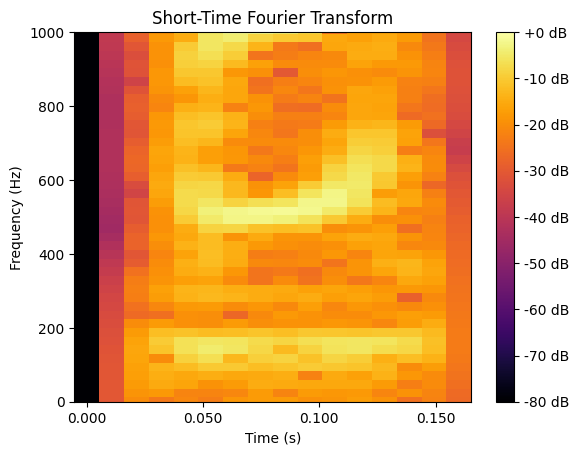 Short-Time Fourier Transform
1000
800
600
400
200
0
Frequency (Hz)
0.000
0.050
0.100
0.150
Time (s)
+0 dB
-10 dB
-20 dB
-30 dB
-40 dB
-50 dB
-60 dB
-70 dB
-80 dB